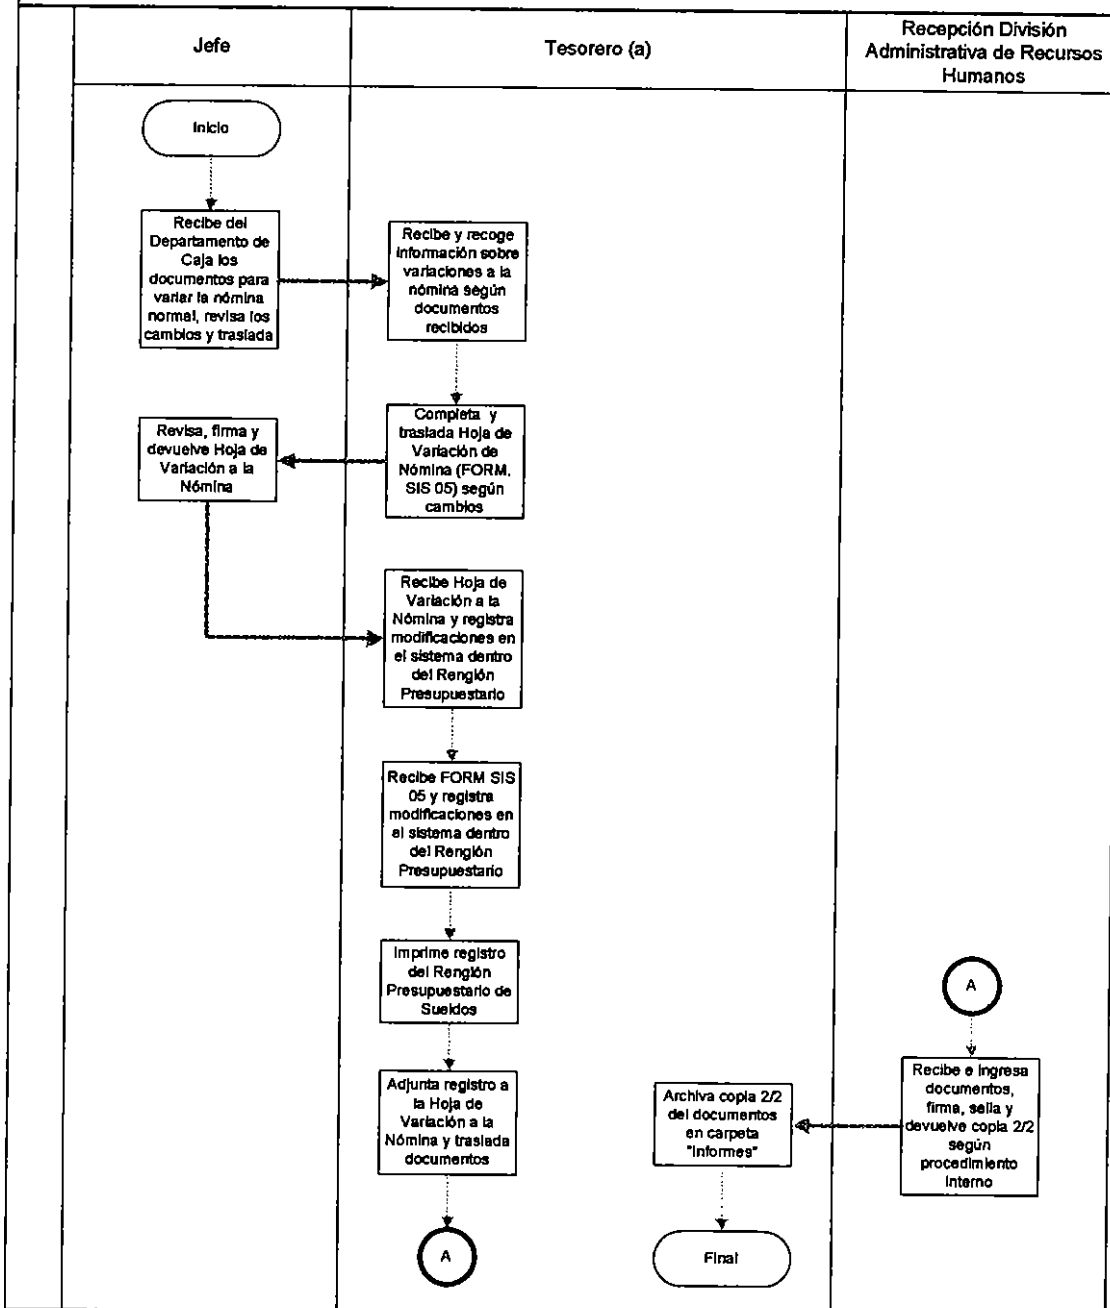 Jefe
Tesorero (a)
Recepción División
Administrativa de Recursos
Humanos
Inicio
Recibe del
Departamento de
Caja los
documentos para
variar la nómina
normal, revisa los
cambios y traslada
Recibe y recoge
información sobre
variaciones a la
nómina según
documentos
recibidos
Completa y
traslada Hoja de
Variación de
Nómina (FORM.
SIS 05) según
cambios
Revisa, firma y
devuelve Hoja de
Variación a la
Nómina
Recibe Hoja de
Variación a la
Nómina y registra
modificaciones en
el sistema dentro
del Renglón
Presupuestario
Recibe FORM SIS
05 y registra
modificaciones en
el sistema dentro
del Renglón
Presupuestario
Imprime registro
del Renglón
Presupuestario de
Sueldos
Adjunta registro a
la Hoja de
Variación a la
Nómina y traslada
documentos
A
A
Recibe e ingresa
documentos,
firma, sella y
devuelve copia 2/2
según
procedimiento
interno
Archiva copia 2/2
del documentos
en carpeta
"Informes"
Final